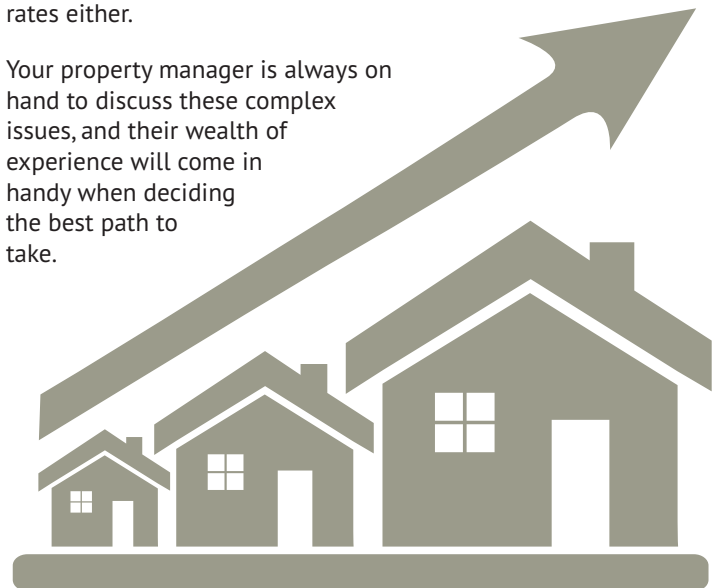 rates either.
Your property manager is always on
hand to discuss these complex
issues, and their wealth of
experience will come in
handy when deciding
the best path to
take.